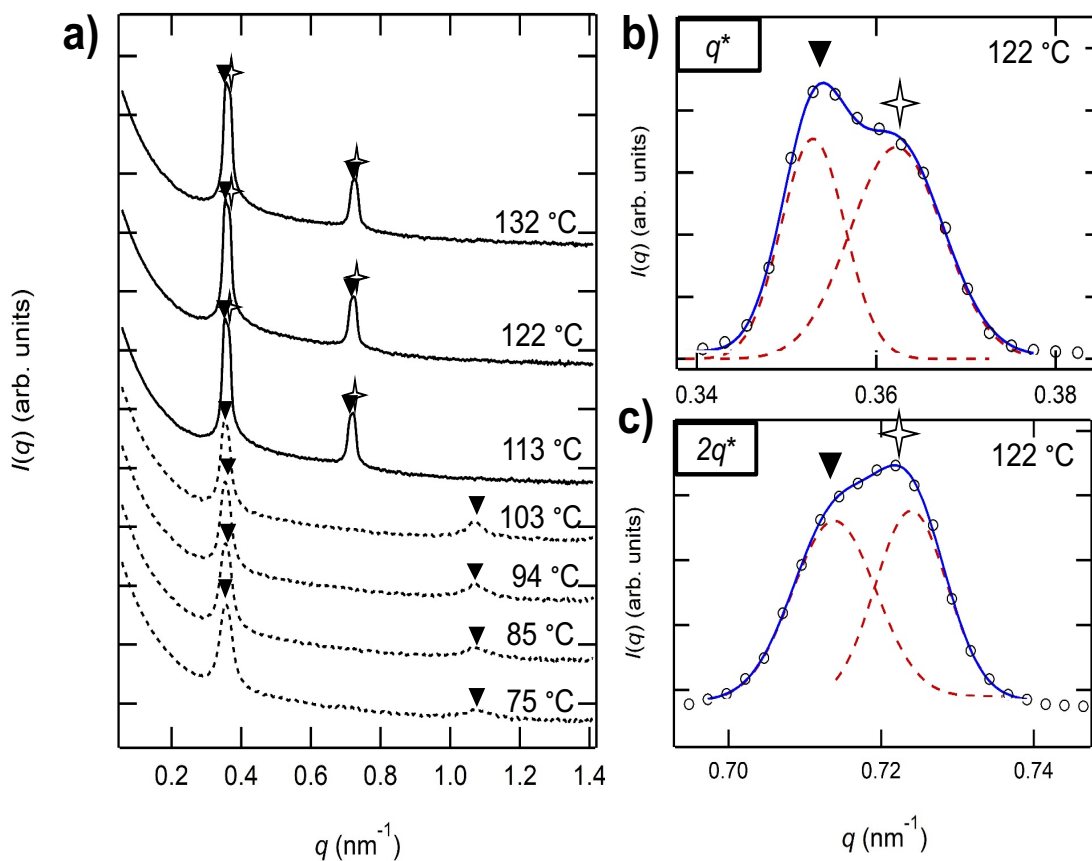 a)
I(q) (arb. units)
132 °C
122 °C
113 °C
103 °C
94 °C
85 °C
75 °C
0.2 0.4 0.6 0.8 1.0 1.2 1.4
q (nm⁻¹)
b)
q*
122 °C
I(q) (arb. units)
0.34 0.36 0.38
c)
2q*
122 °C
I(q) (arb. units)
0.70 0.72 0.74
q (nm⁻¹)